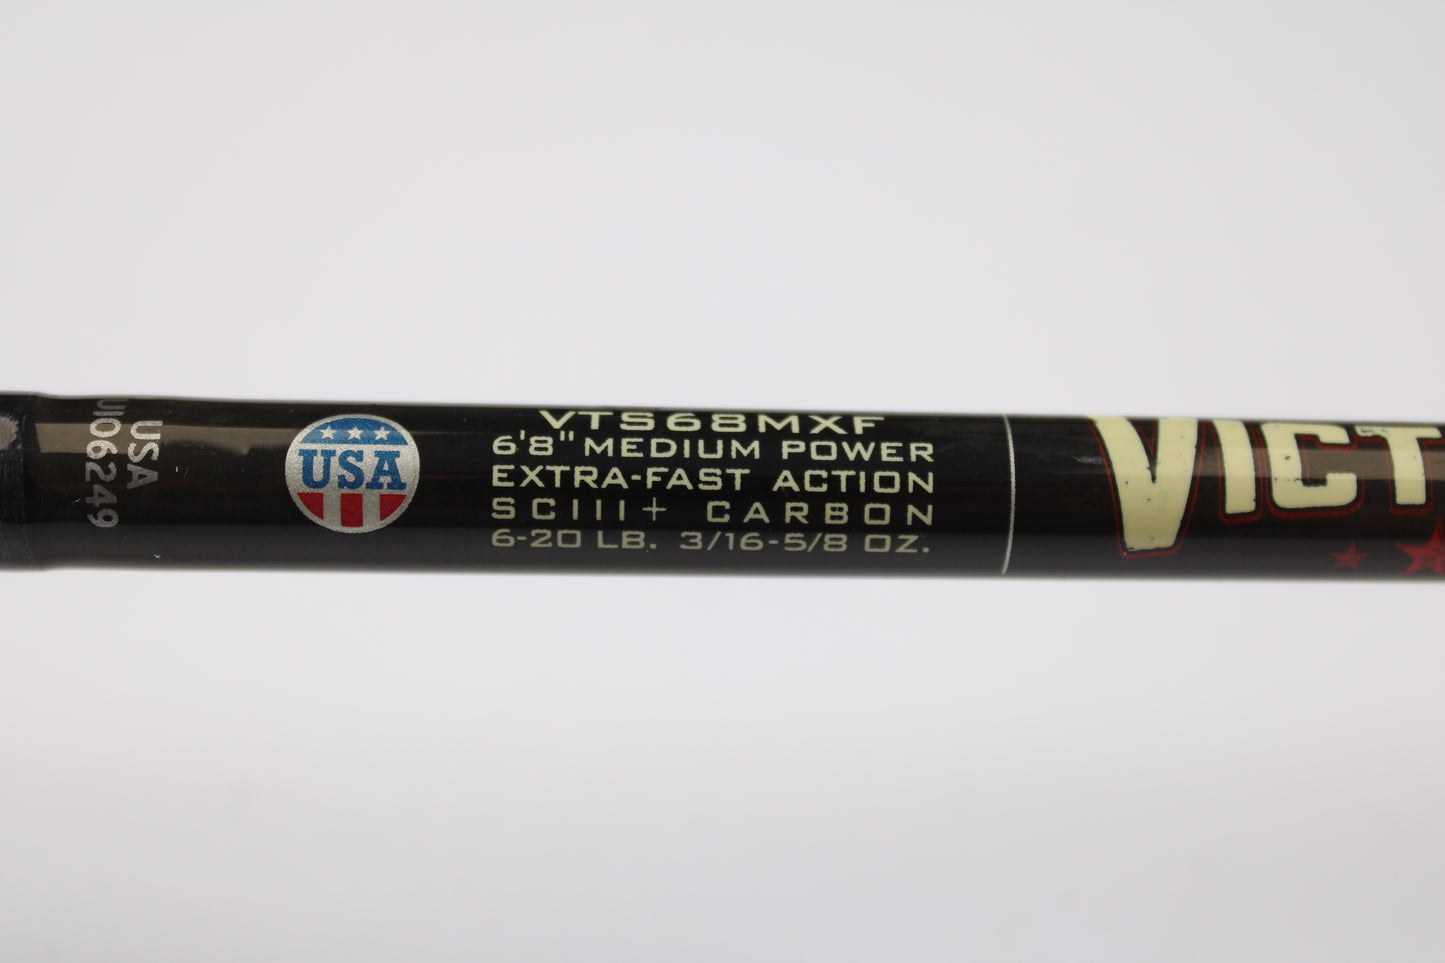 USA
UI06249
USA
VTS68MXF
6'8" MEDIUM POWER
EXTRA-FAST ACTION
SCIII+ CARBON
6-20 LB. 3/16-5/8 OZ.
VICT